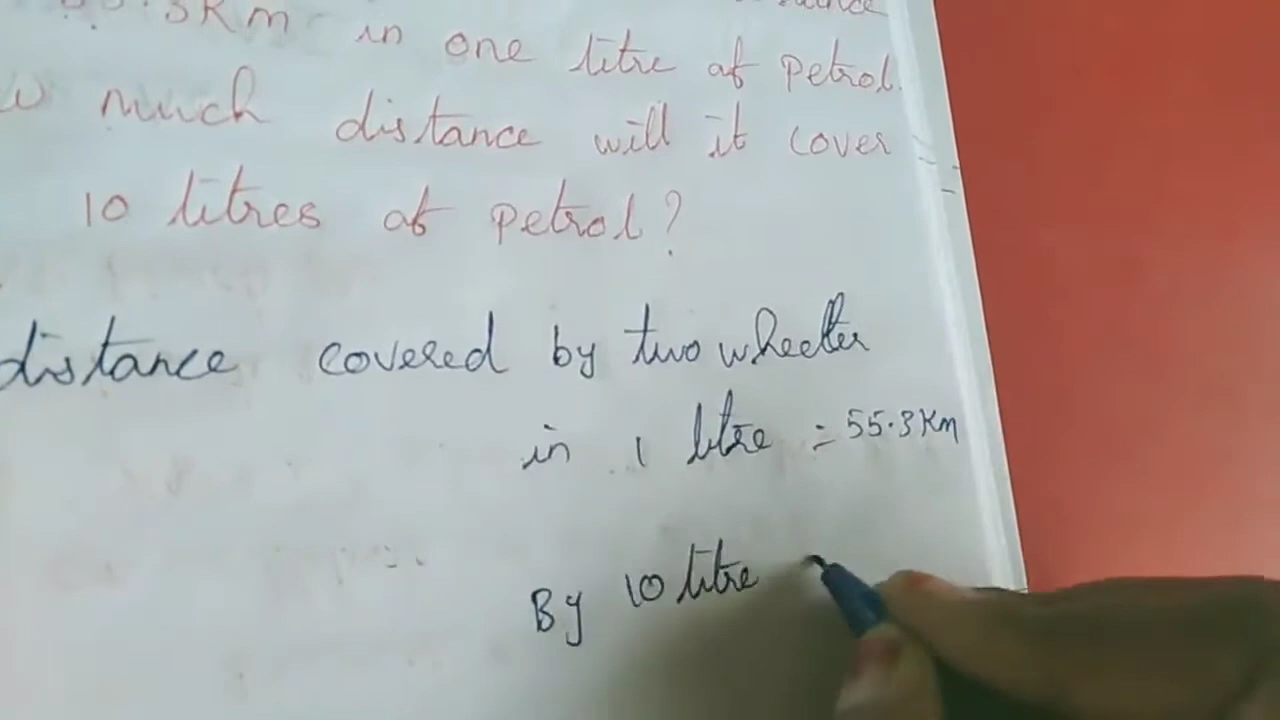 .3Km in one litre of petrol.
much distance will it cover
10 litres of petrol?
distance covered by two wheeler
in 1 litre = 55.3Km
By 10 litre